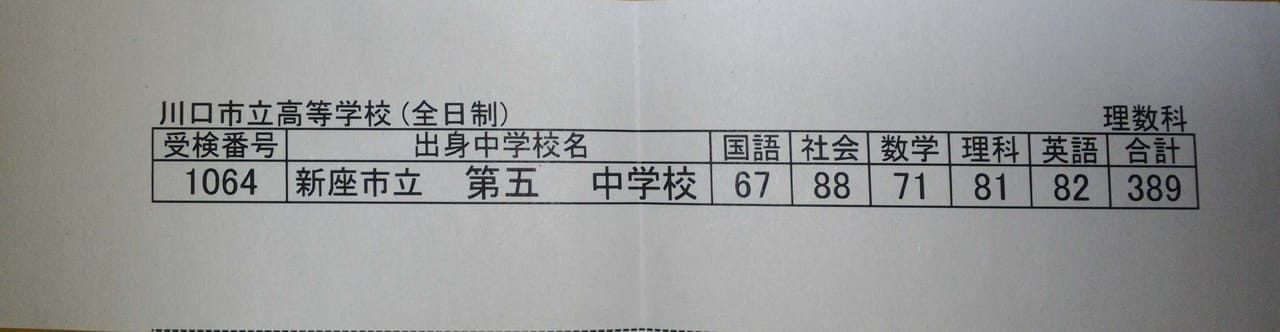 川口市立高等学校（全日制） 理数科
受検番号 出身中学校名 国語 社会 数学 理科 英語 合計
1064 新座市立 第五 中学校 67 88 71 81 82 389